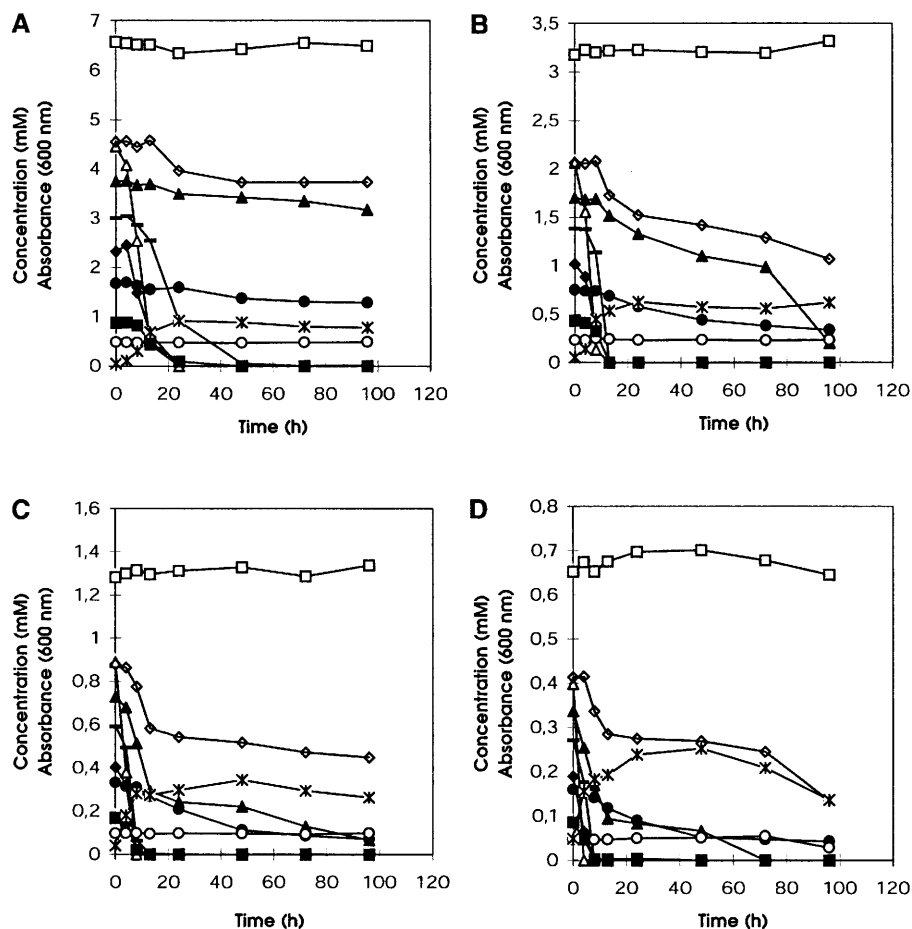 A
Concentration (mM)
Absorbance (600 nm)
7
6
5
4
3
2
1
0
0 20 40 60 80 100 120
Time (h)
B
Concentration (mM)
Absorbance (600 nm)
3,5
3
2,5
2
1,5
1
0,5
0
0 20 40 60 80 100 120
Time (h)
C
Concentration (mM)
Absorbance (600 nm)
1,6
1,4
1,2
1
0,8
0,6
0,4
0,2
0
0 20 40 60 80 100 120
Time (h)
D
Concentration (mM)
Absorbance (600 nm)
0,8
0,7
0,6
0,5
0,4
0,3
0,2
0,1
0
0 20 40 60 80 100 120
Time (h)